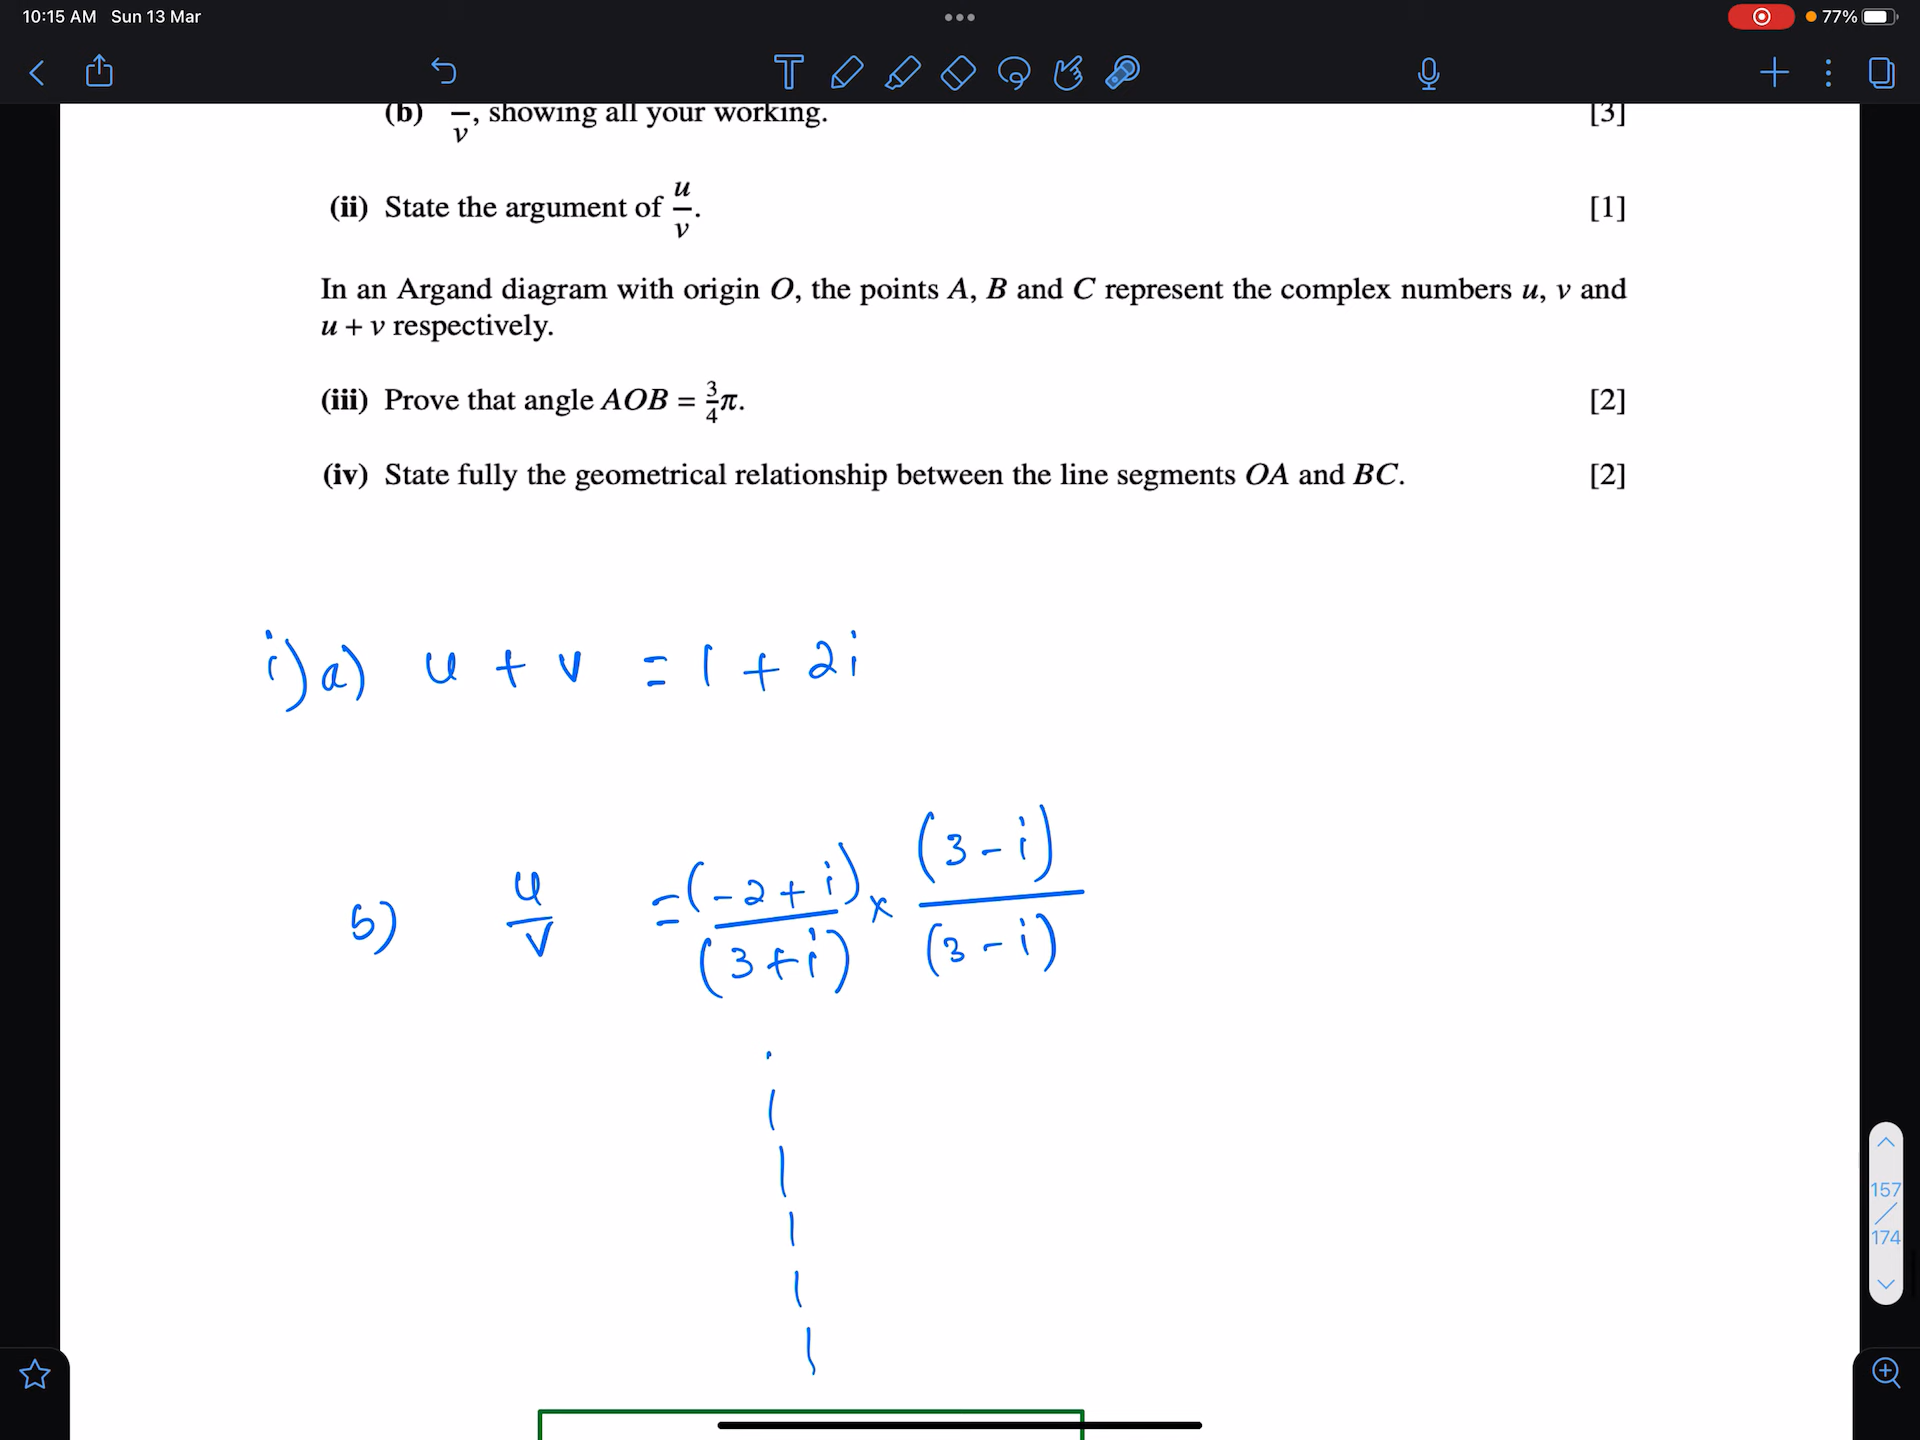 10:15 AM Sun 13 Mar
77%
(b) —/v, showing all your working. [3]
(ii) State the argument of u/v. [1]
In an Argand diagram with origin O, the points A, B and C represent the complex numbers u, v and
u + v respectively.
(iii) Prove that angle AOB = 3/4 π. [2]
(iv) State fully the geometrical relationship between the line segments OA and BC. [2]
i) a) u + v = 1 + 2i
b) u/v = (-2 + i)/(3 + i) × (3 - i)/(3 - i)
157
/
174